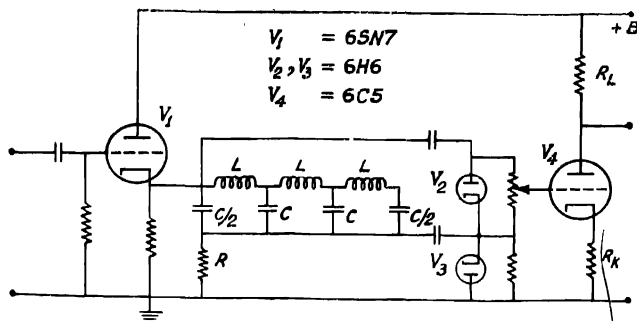 V1 = 6SN7
V2, V3 = 6H6
V4 = 6C5
+B
RL
V1
V4
L L L
V2
C/2 C C C/2
V3
R
RK